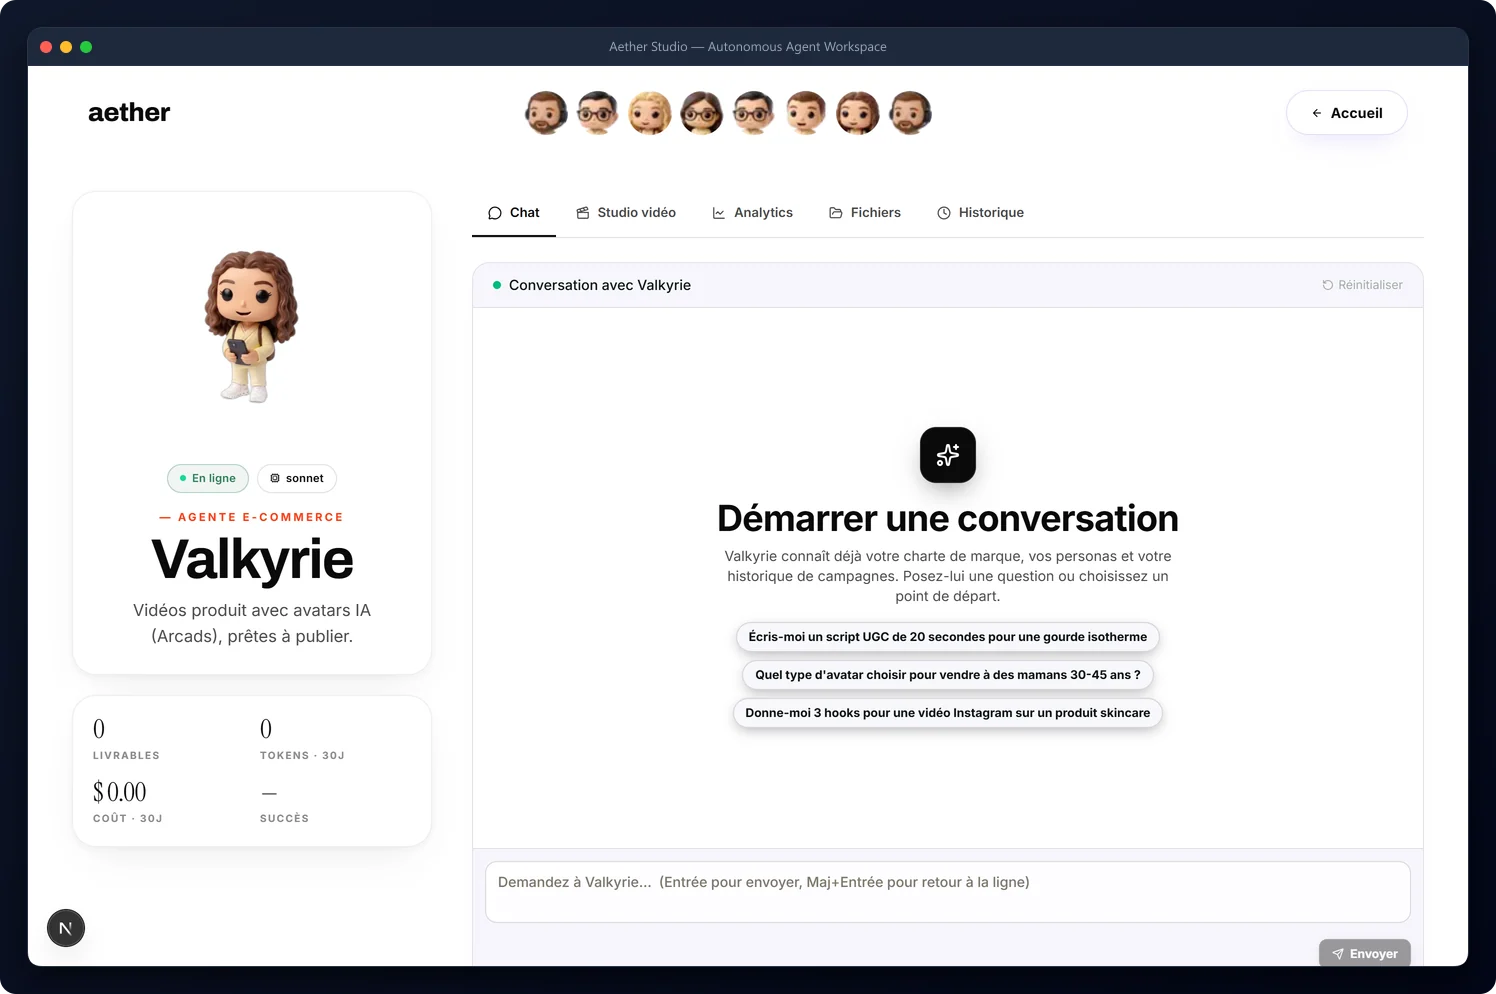 Aether Studio — Autonomous Agent Workspace
aether
← Accueil
Chat
Studio vidéo
Analytics
Fichiers
Historique
Conversation avec Valkyrie
Réinitialiser
En ligne
sonnet
— AGENTE E-COMMERCE
Valkyrie
Vidéos produit avec avatars IA
(Arcads), prêtes à publier.
0
LIVRABLES
0
TOKENS · 30J
$0.00
COÛT · 30J
—
SUCCÈS
Démarrer une conversation
Valkyrie connaît déjà votre charte de marque, vos personas et votre
historique de campagnes. Posez-lui une question ou choisissez un
point de départ.
Écris-moi un script UGC de 20 secondes pour une gourde isotherme
Quel type d'avatar choisir pour vendre à des mamans 30-45 ans ?
Donne-moi 3 hooks pour une vidéo Instagram sur un produit skincare
Demandez à Valkyrie… (Entrée pour envoyer, Maj+Entrée pour retour à la ligne)
N
Envoyer